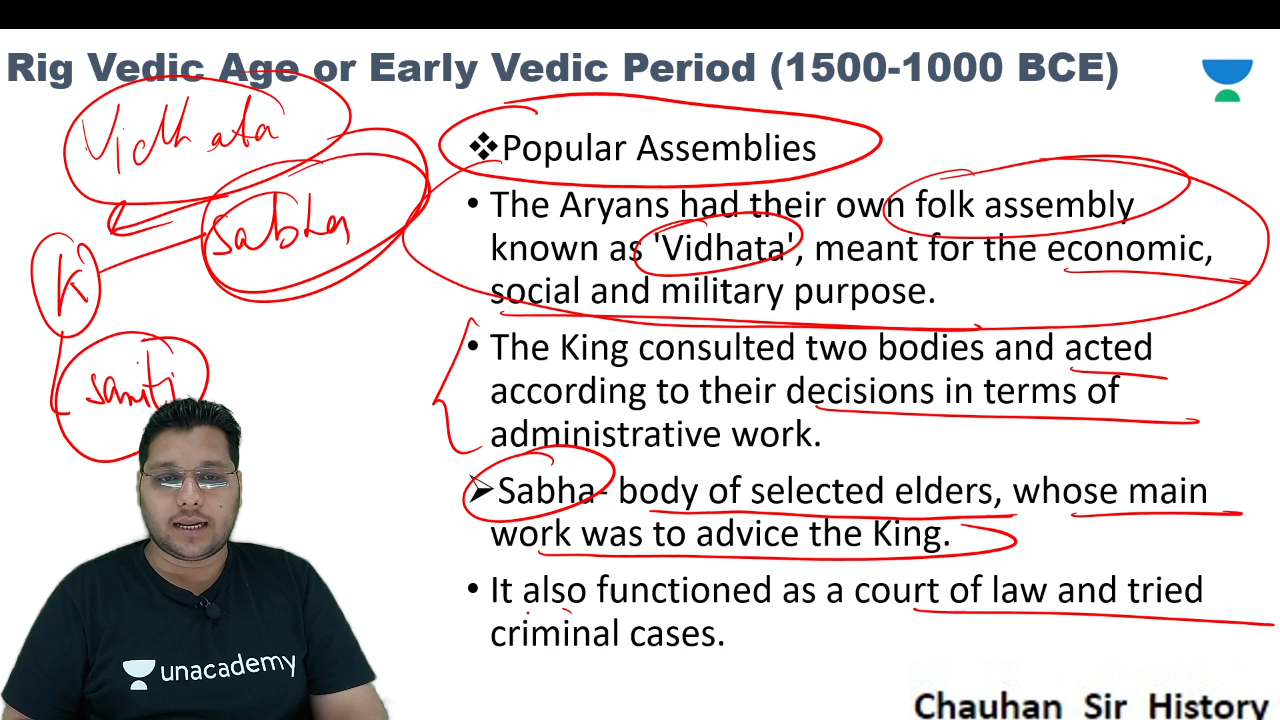 Rig Vedic Age or Early Vedic Period (1500-1000 BCE)
Vidhata
Sabha
K
Samiti
❖Popular Assemblies
• The Aryans had their own folk assembly
known as 'Vidhata', meant for the economic,
social and military purpose.
• The King consulted two bodies and acted
according to their decisions in terms of
administrative work.
➢Sabha- body of selected elders, whose main
work was to advice the King.
• It also functioned as a court of law and tried
criminal cases.
unacademy
Chauhan Sir History